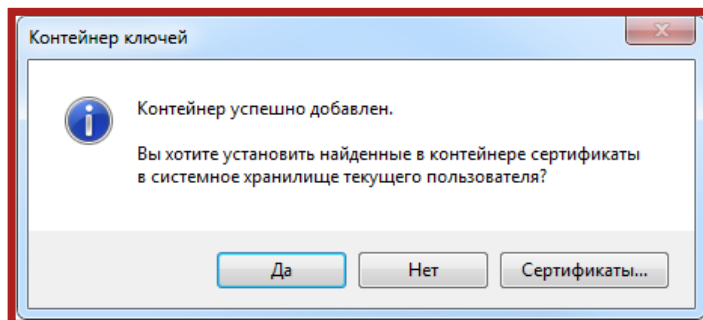 Контейнер ключей
Контейнер успешно добавлен.
Вы хотите установить найденные в контейнере сертификаты
в системное хранилище текущего пользователя?
Да
Нет
Сертификаты...